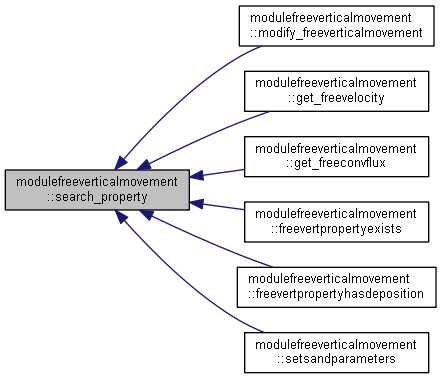 modulefreeverticalmovement
::modify_freeverticalmovement
modulefreeverticalmovement
::get_freevelocity
modulefreeverticalmovement
::get_freeconvflux
modulefreeverticalmovement
::search_property
modulefreeverticalmovement
::freevertpropertyexists
modulefreeverticalmovement
::freevertpropertyhasdeposition
modulefreeverticalmovement
::setsandparameters